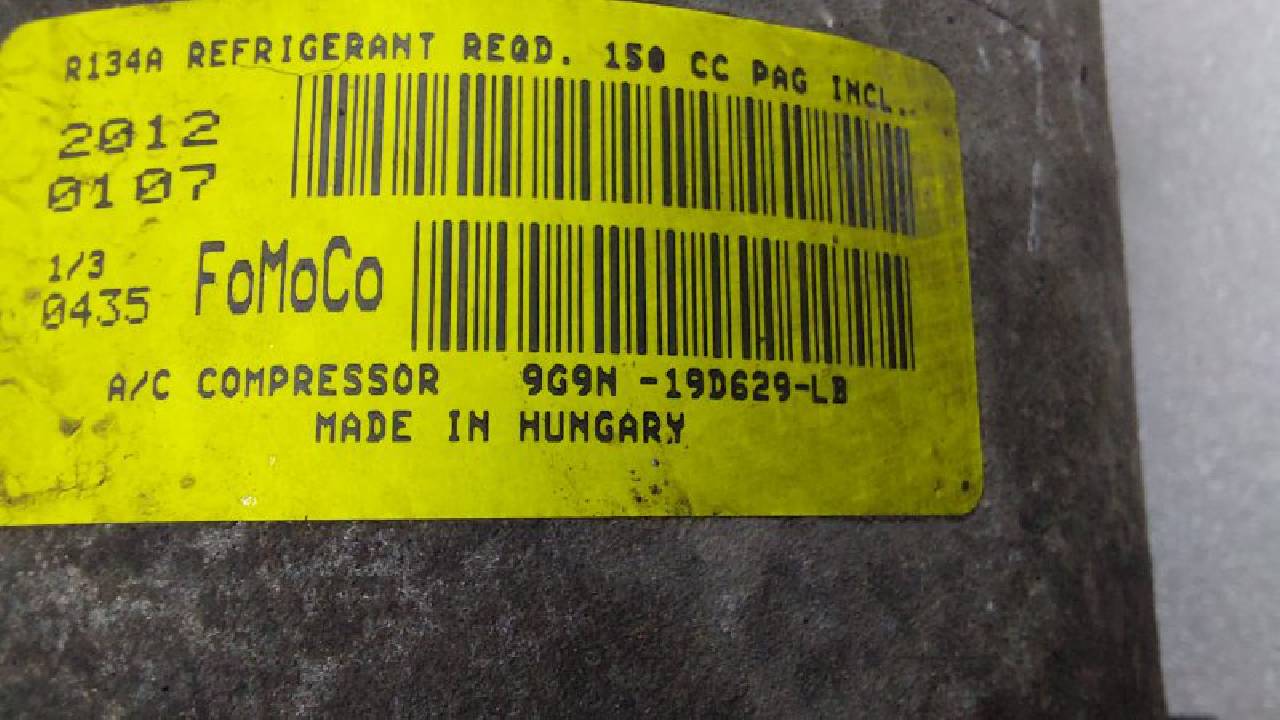 R134A REFRIGERANT REQD. 150 CC PAG INCL.
2012
0107
1/3
0435
FoMoCo
A/C COMPRESSOR 9G9N -19D629-LB
MADE IN HUNGARY